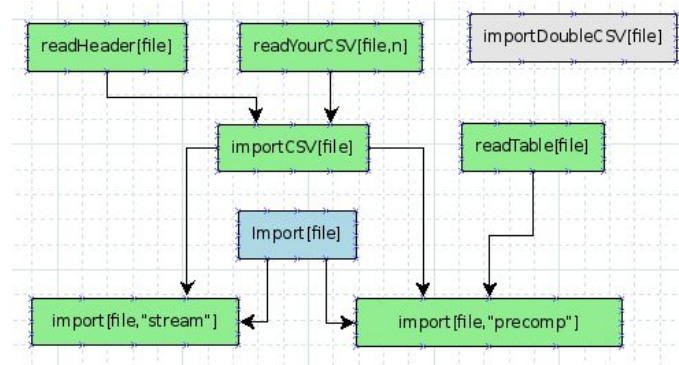 readHeader[file]
readYourCSV[file,n]
importDoubleCSV[file]
importCSV[file]
readTable[file]
Import[file]
import[file,"stream"]
import[file,"precomp"]